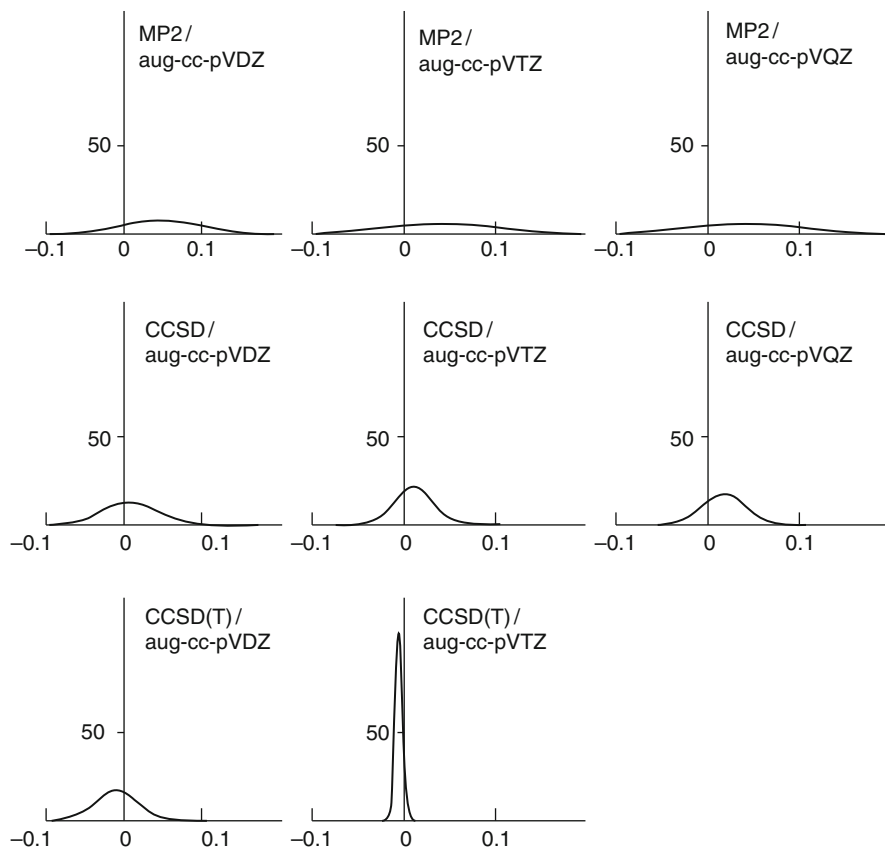 MP2/
aug-cc-pVDZ
50
–0.1 0 0.1
MP2/
aug-cc-pVTZ
50
–0.1 0 0.1
MP2/
aug-cc-pVQZ
50
–0.1 0 0.1
CCSD/
aug-cc-pVDZ
50
–0.1 0 0.1
CCSD/
aug-cc-pVTZ
50
–0.1 0 0.1
CCSD/
aug-cc-pVQZ
50
–0.1 0 0.1
CCSD(T)/
aug-cc-pVDZ
50
–0.1 0 0.1
CCSD(T)/
aug-cc-pVTZ
50
–0.1 0 0.1